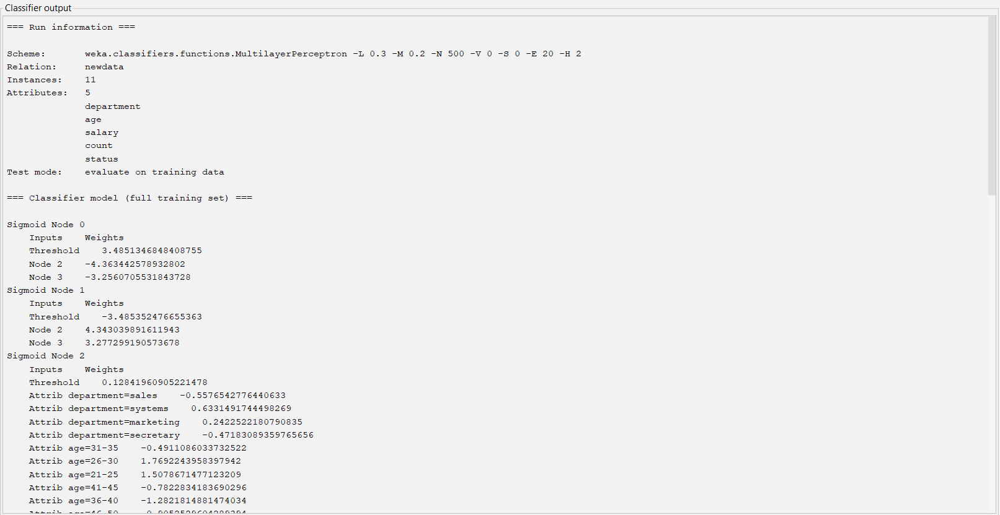 Classifier output
=== Run information ===
Scheme:       weka.classifiers.functions.MultilayerPerceptron -L 0.3 -M 0.2 -N 500 -V 0 -S 0 -E 20 -H 2
Relation:     newdata
Instances:    11
Attributes:   5
department
age
salary
count
status
Test mode:    evaluate on training data
=== Classifier model (full training set) ===
Sigmoid Node 0
Inputs    Weights
Threshold    3.4851346848408755
Node 2    -4.363442578932802
Node 3    -3.2560705531843728
Sigmoid Node 1
Inputs    Weights
Threshold    -3.485352476655363
Node 2    4.343039891611943
Node 3    3.277299190573678
Sigmoid Node 2
Inputs    Weights
Threshold    0.12841960905221478
Attrib department=sales    -0.5576542776440633
Attrib department=systems    0.6331491744498269
Attrib department=marketing    0.2422522180790835
Attrib department=secretary    -0.47183089359765656
Attrib age=31-35    -0.4911086033732522
Attrib age=26-30    1.7692243958397942
Attrib age=21-25    1.5078671477123209
Attrib age=41-45    -0.7822834183690296
Attrib age=36-40    -1.2821814881474034
Attrib age=46-50